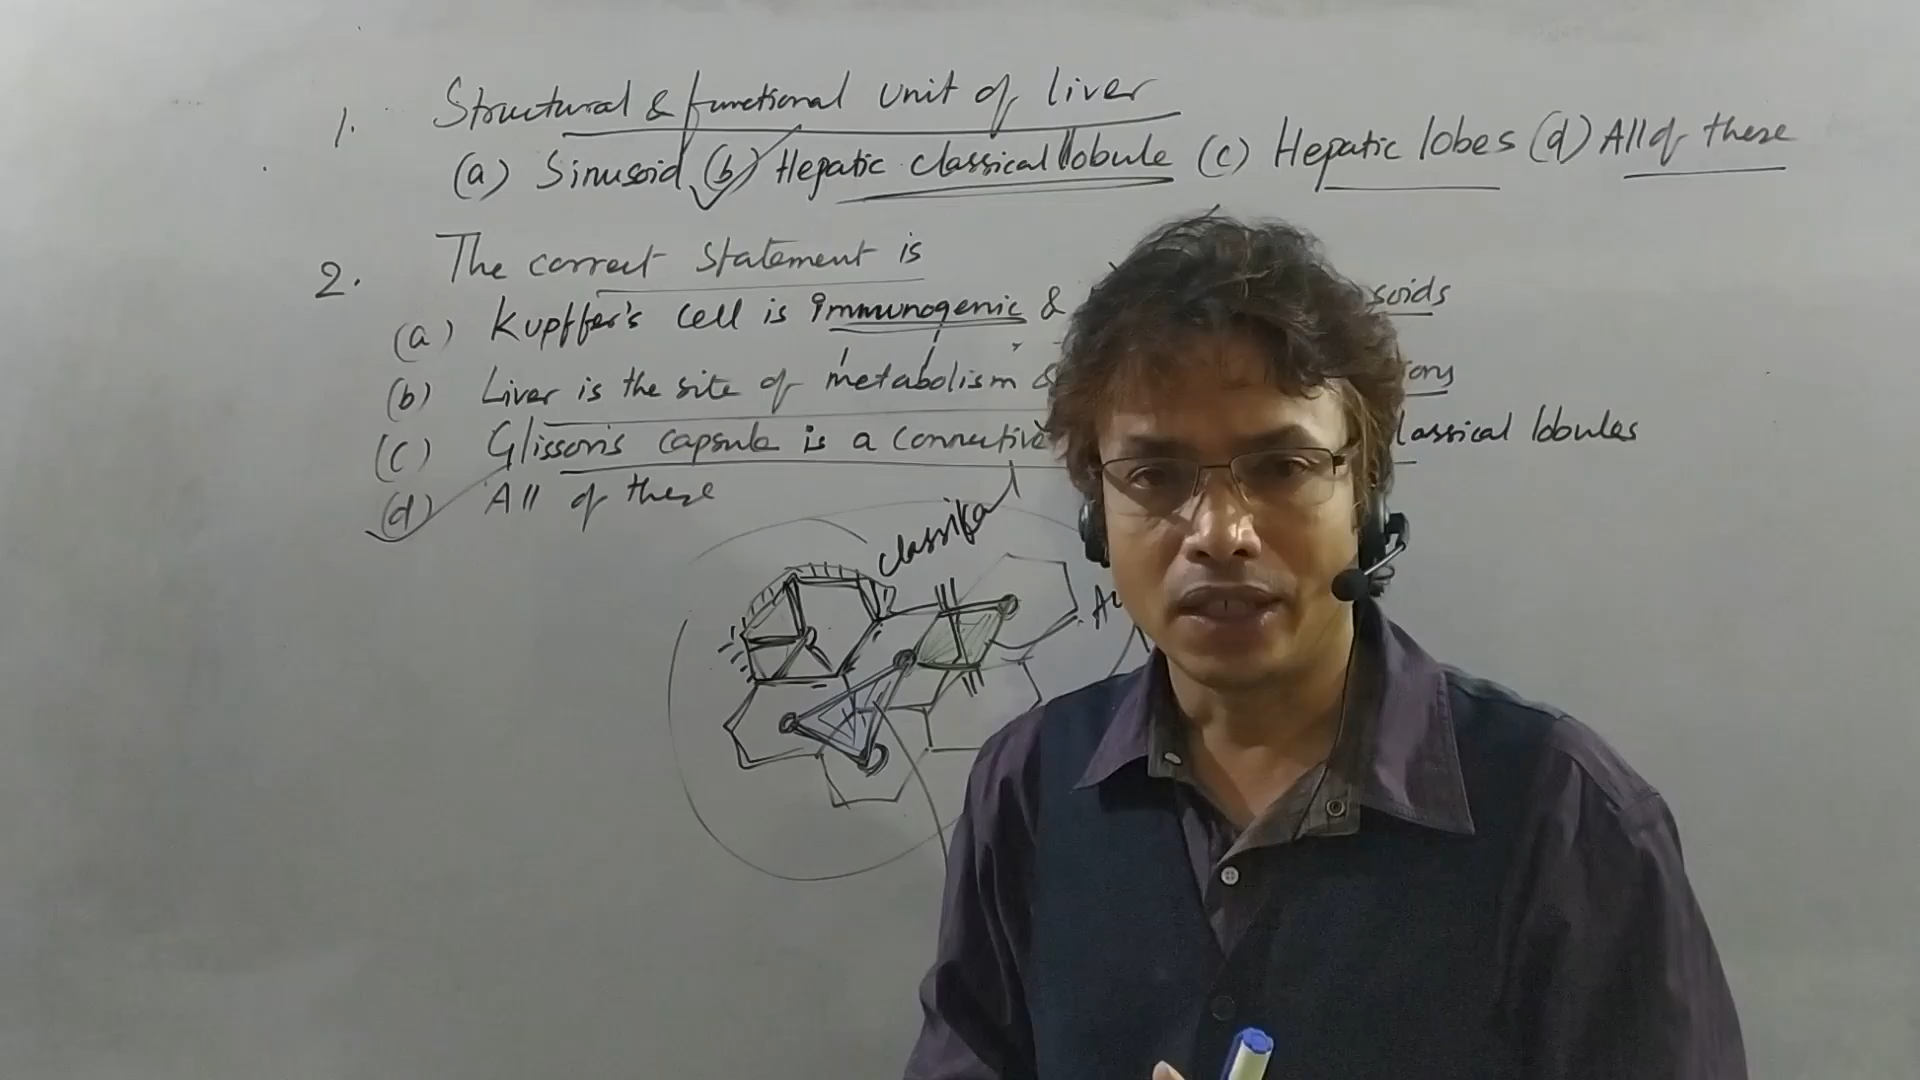 1. Structural & functional Unit of liver
(a) Sinusoid (b) Hepatic classical lobule (c) Hepatic lobes (d) All of these
2. The correct statement is
(a) Kupffer's cell is immunogenic & soids
(b) Liver is the site of metabolism &
(c) Glisson's capsule is a connective lassical lobules
(d) All of these
classika